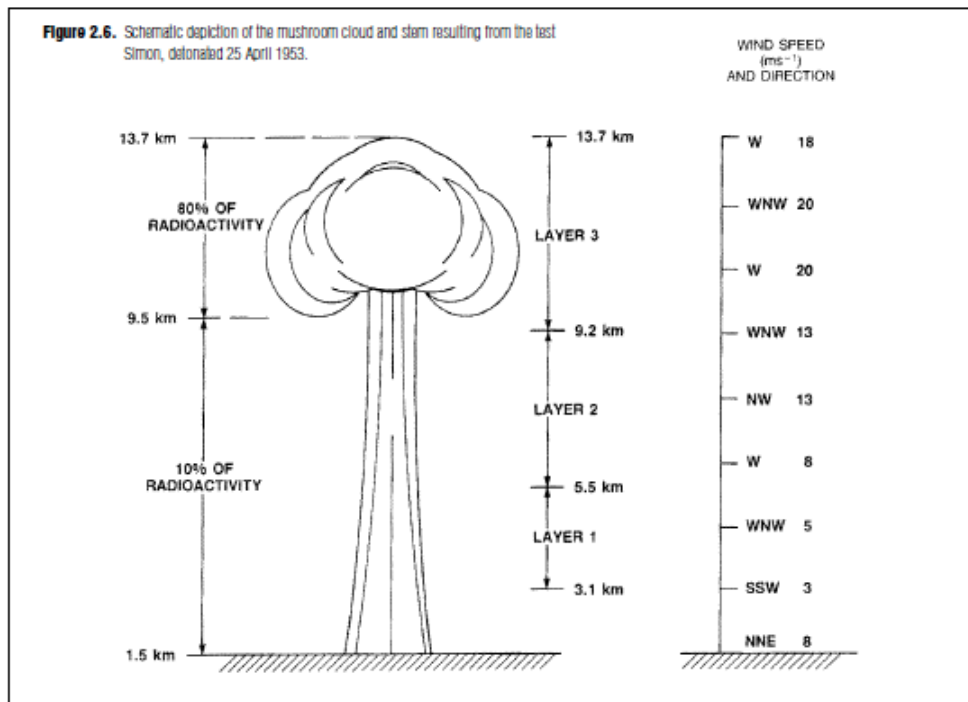 Figure 2.6. Schematic depiction of the mushroom cloud and stem resulting from the test
Simon, detonated 25 April 1953.
WIND SPEED
(ms⁻¹)
AND DIRECTION
13.7 km
80% OF
RADIOACTIVITY
9.5 km
10% OF
RADIOACTIVITY
1.5 km
13.7 km
LAYER 3
9.2 km
LAYER 2
5.5 km
LAYER 1
3.1 km
W 18
WNW 20
W 20
WNW 13
NW 13
W 8
WNW 5
SSW 3
NNE 8